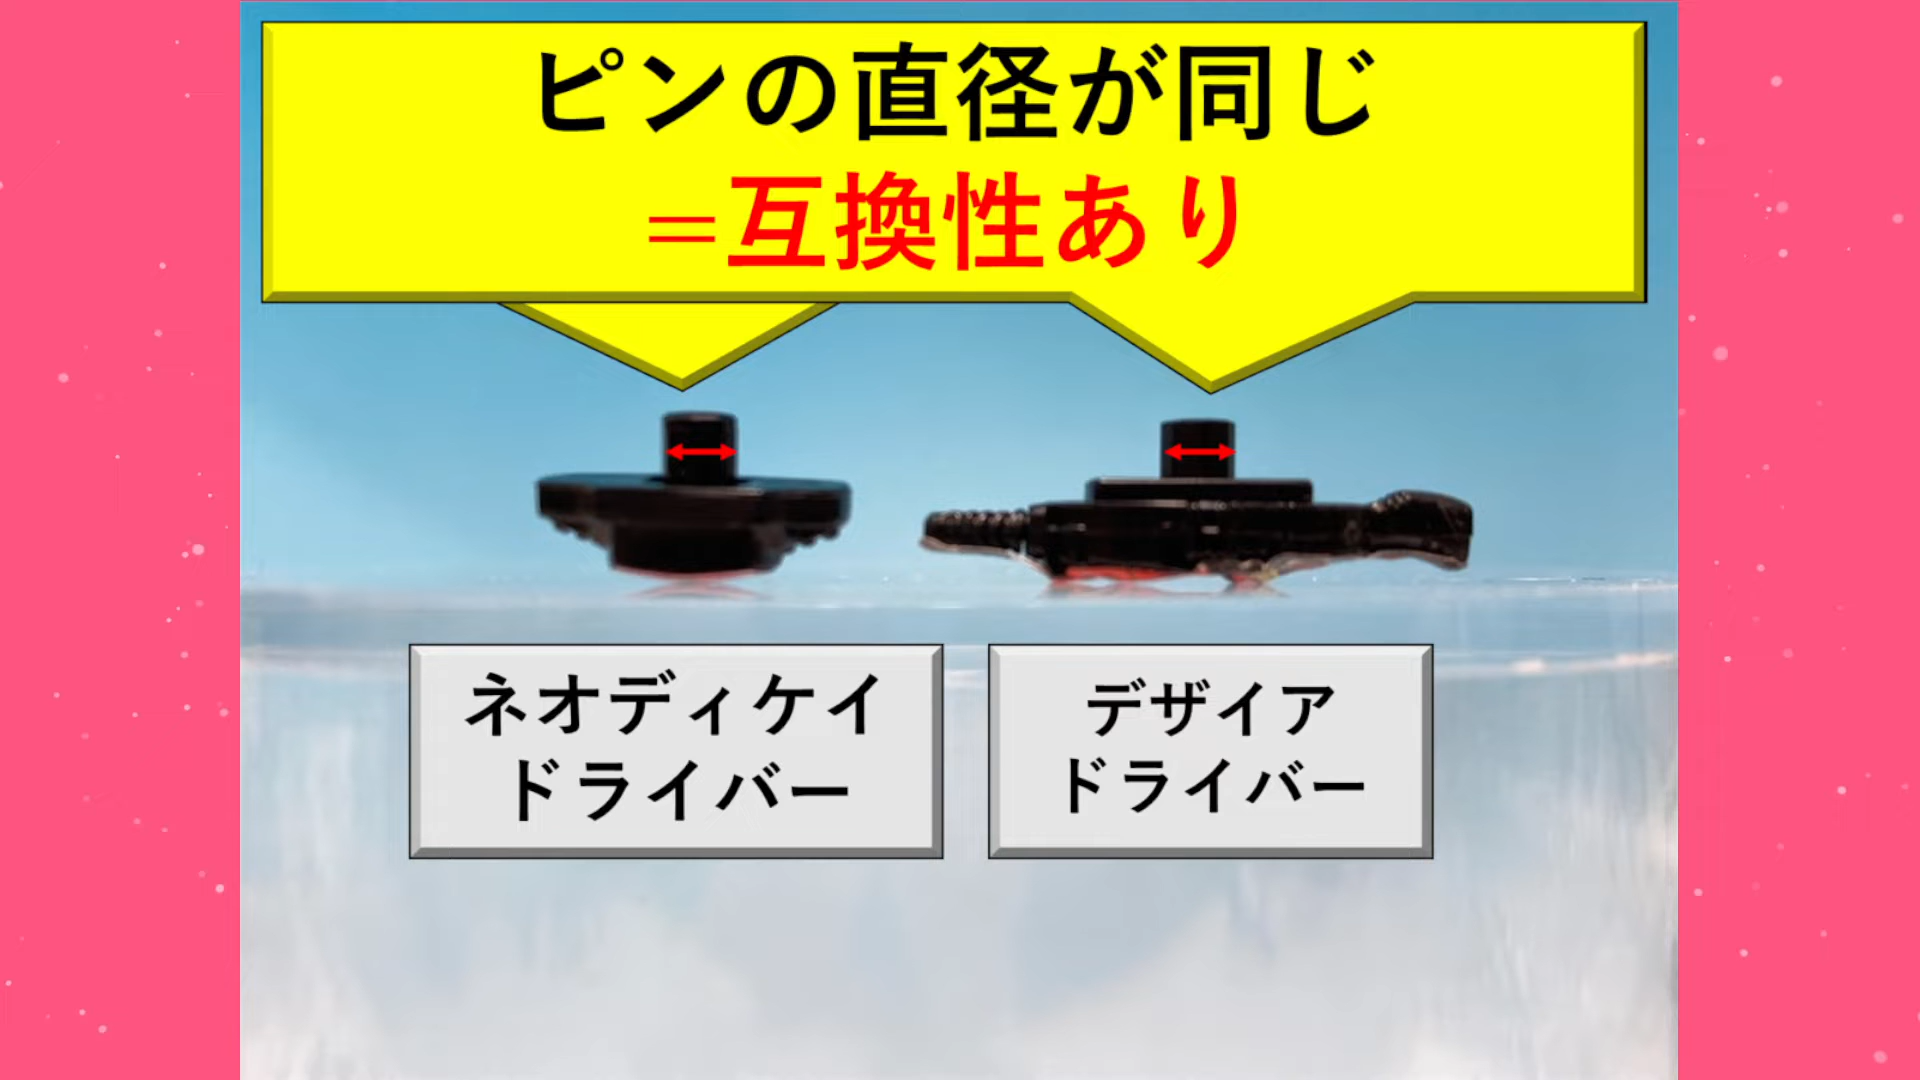 ピンの直径が同じ
=互換性あり
ネオディケイ
ドライバー
デザイア
ドライバー